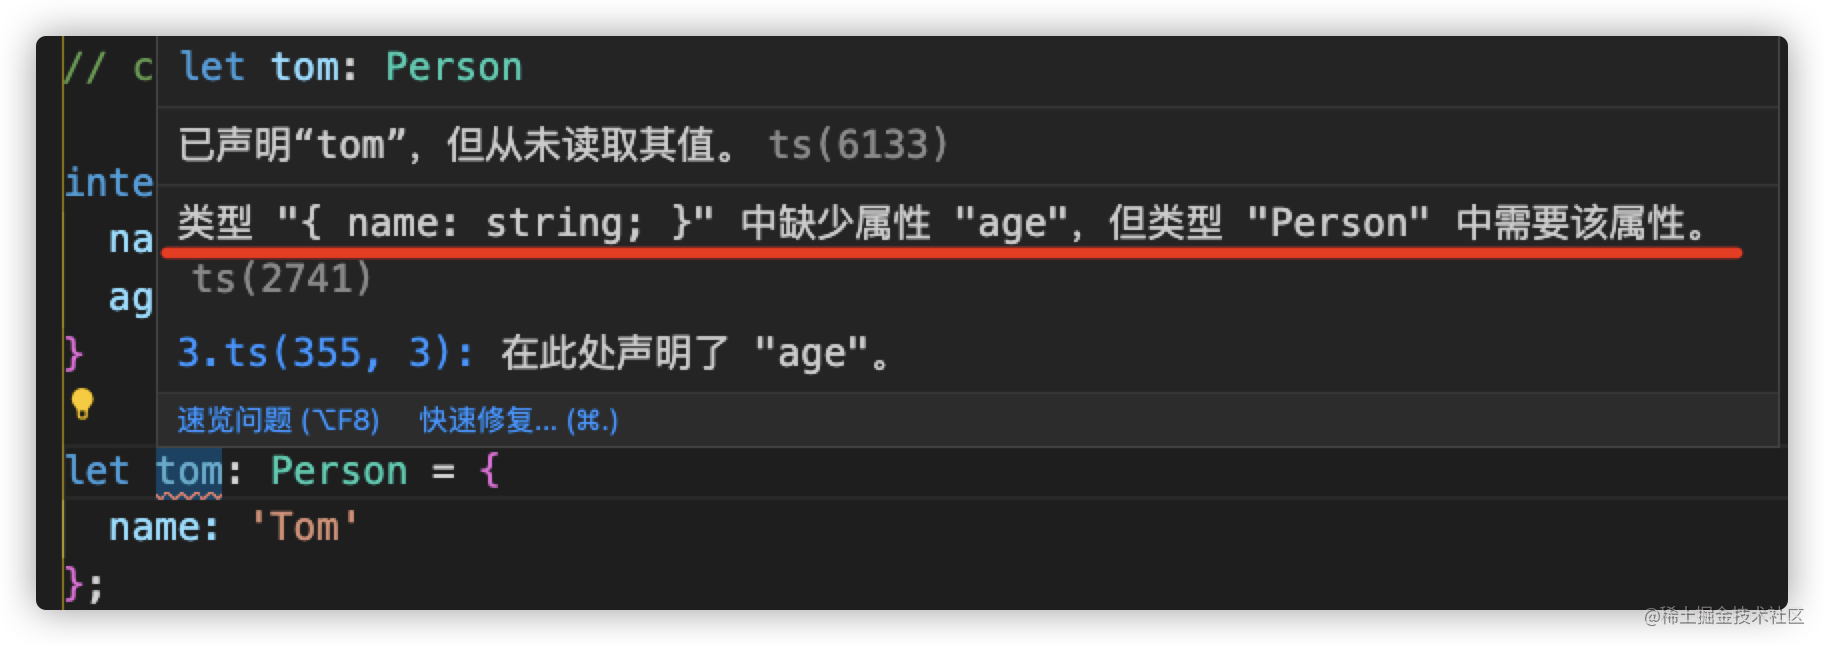 // c
let tom: Person
已声明“tom”，但从未读取其值。 ts(6133)
inte
类型 "{ name: string; }" 中缺少属性 "age"，但类型 "Person" 中需要该属性。
na
ts(2741)
ag
}
3.ts(355, 3): 在此处声明了 "age"。
速览问题 (⌥F8) 快速修复... (⌘.)
let tom: Person = {
name: 'Tom'
};
@稀土掘金技术社区